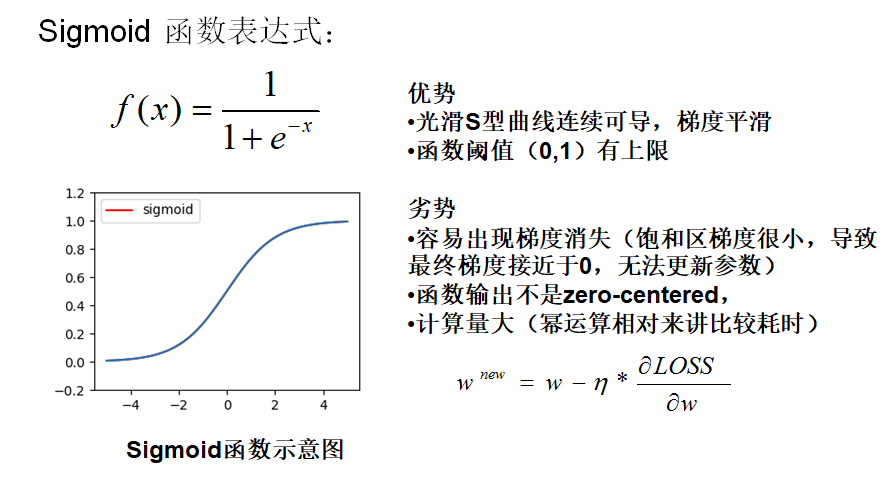 Sigmoid 函数表达式:
f(x) = 1 / (1 + e^{-x})
优势
•光滑S型曲线连续可导，梯度平滑
•函数阈值（0,1）有上限
劣势
•容易出现梯度消失（饱和区梯度很小，导致
最终梯度接近于0，无法更新参数）
•函数输出不是zero-centered，
•计算量大（幂运算相对来讲比较耗时）
w^{new} = w − η * ∂LOSS / ∂w
sigmoid
1.2
1.0
0.8
0.6
0.4
0.2
0.0
−0.2
−4 −2 0 2 4
Sigmoid函数示意图